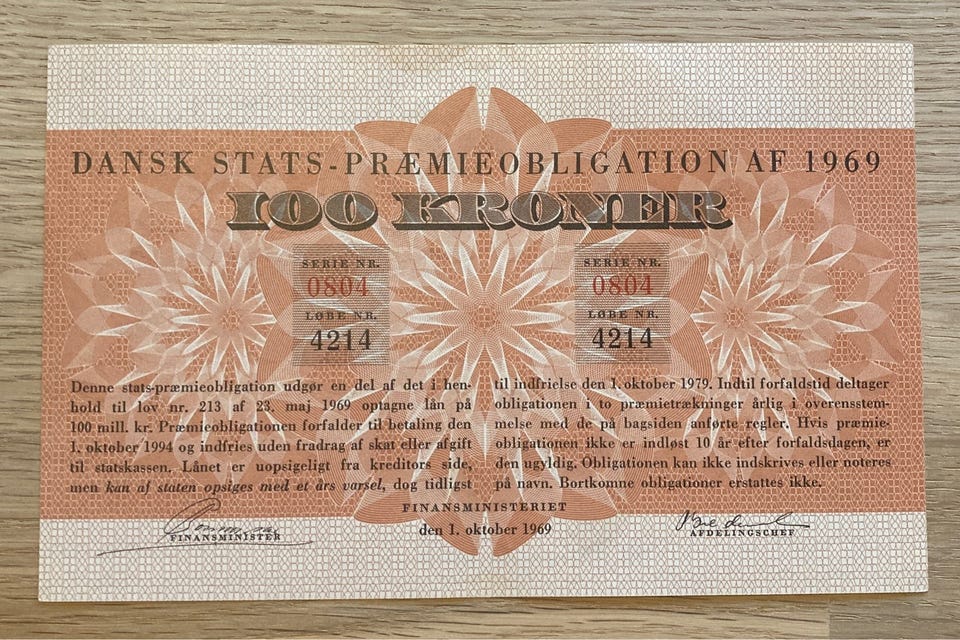 DANSK STATS-PRÆMIEOBLIGATION AF 1969
100 KRONER
SERIE NR.
0804
LØBE NR.
4214
SERIE NR.
0804
LØBE NR.
4214
Denne stats-præmieobligation udgør en del af det i hen-
hold til lov nr. 213 af 23. maj 1969 optagne lån på
100 mill. kr. Præmieobligationen forfalder til betaling den
1. oktober 1994 og indfries uden fradrag af skat eller afgift
til statskassen. Lånet er uopsigeligt fra kreditors side,
men kan af staten opsiges med et års varsel, dog tidligst
til indfrielse den 1. oktober 1979. Indtil forfaldstid deltager
obligationen i to præmietrækninger årlig i overensstem-
melse med de på bagsiden anførte regler. Hvis præmie-
obligationen ikke er indløst 10 år efter forfaldsdagen, er
den ugyldig. Obligationen kan ikke indskrives eller noteres
på navn. Bortkomne obligationer erstattes ikke.
FINANSMINISTERIET
den 1. oktober 1969
FINANSMINISTER
AFDELINGSCHEF